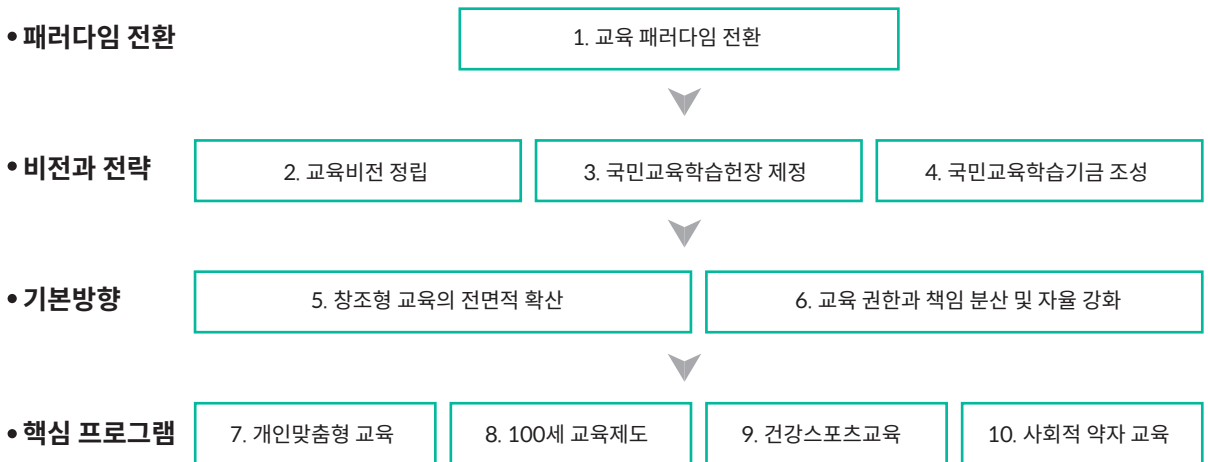 • 패러다임 전환
1. 교육 패러다임 전환
• 비전과 전략
2. 교육비전 정립
3. 국민교육학습헌장 제정
4. 국민교육학습기금 조성
• 기본방향
5. 창조형 교육의 전면적 확산
6. 교육 권한과 책임 분산 및 자율 강화
• 핵심 프로그램
7. 개인맞춤형 교육
8. 100세 교육제도
9. 건강스포츠교육
10. 사회적 약자 교육